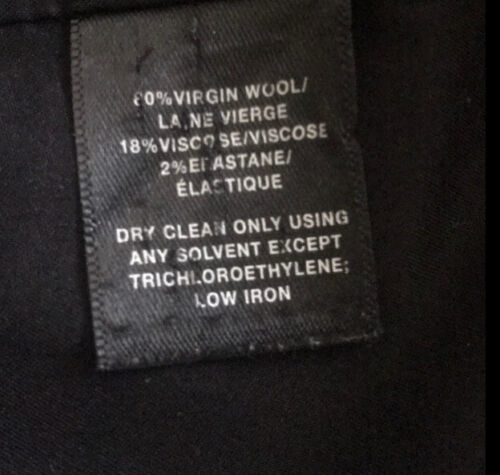 80%VIRGIN WOOL/
LAINE VIERGE
18%VISCOSE/VISCOSE
2%ELASTANE/
ÉLASTIQUE
DRY CLEAN ONLY USING
ANY SOLVENT EXCEPT
TRICHLOROETHYLENE;
LOW IRON